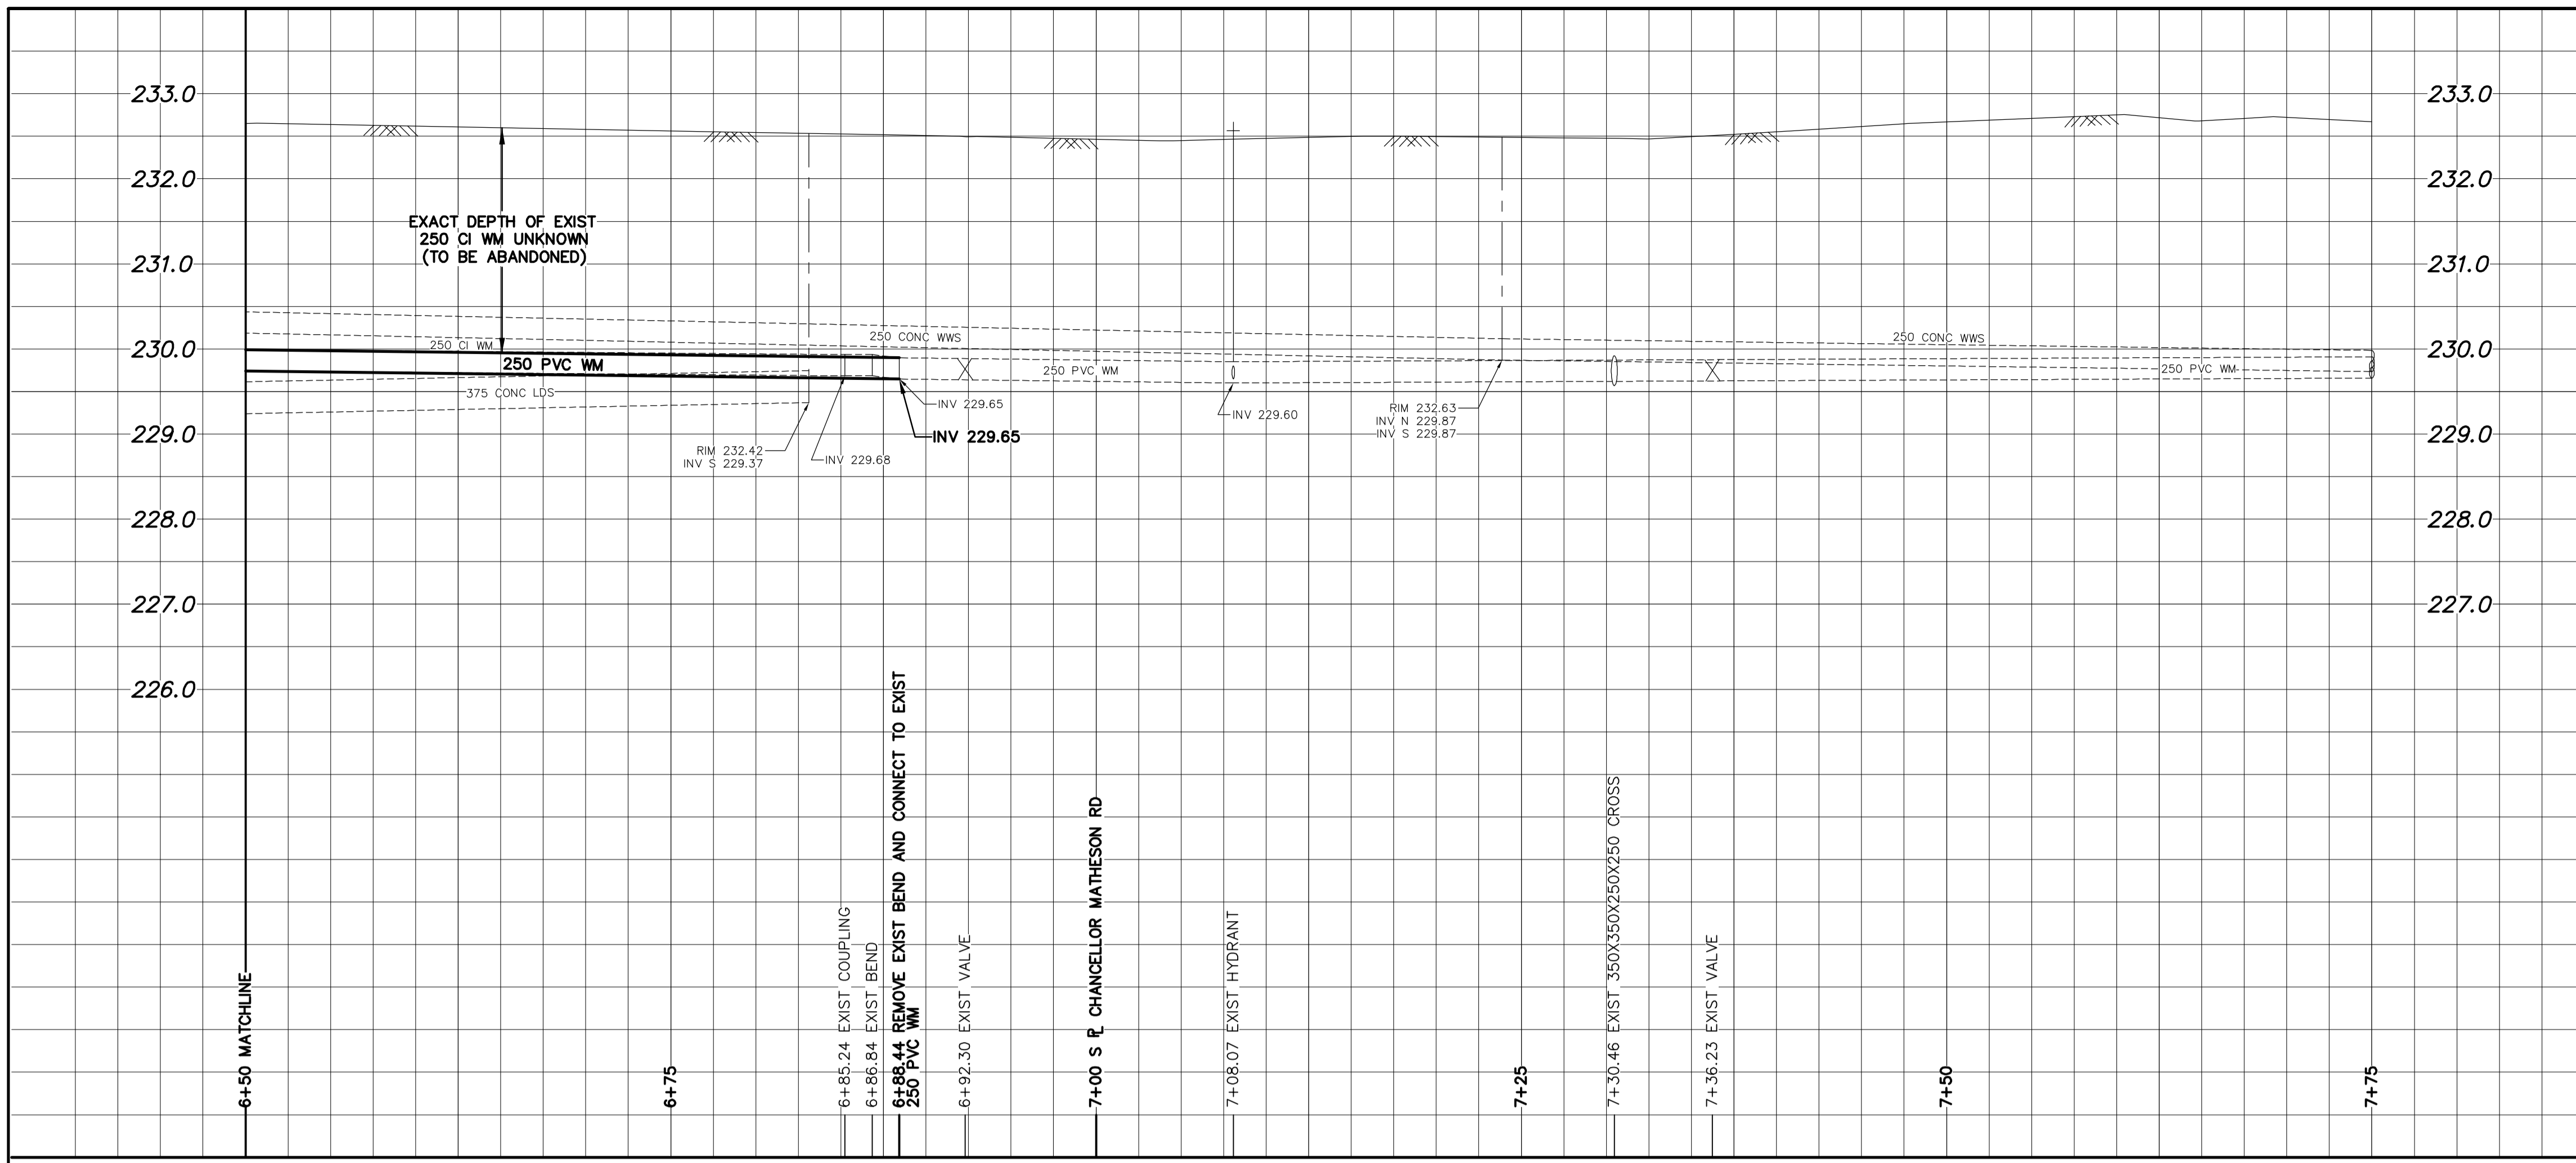 233.0
233.0
232.0
232.0
EXACT DEPTH OF EXIST
250 CI WM UNKNOWN
(TO BE ABANDONED)
231.0
231.0
250 CONC WWS
250 CONC WWS
230.0
250 CI WM
230.0
250 PVC WM
250 PVC WM
250 PVC WM
375 CONC LDS
INV 229.65
INV 229.60
RIM 232.63
INV N 229.87
INV S 229.87
229.0
INV 229.65
229.0
RIM 232.42
INV S 229.37
INV 229.68
228.0
228.0
227.0
227.0
226.0
6+50 MATCHLINE
6+75
6+85.24 EXIST COUPLING
6+86.84 EXIST BEND
6+88.44 REMOVE EXIST BEND AND CONNECT TO EXIST
250 PVC WM
6+92.30 EXIST VALVE
7+00 S PL CHANCELLOR MATHESON RD
7+08.07 EXIST HYDRANT
7+25
7+30.46 EXIST 350X350X250X250 CROSS
7+36.23 EXIST VALVE
7+50
7+75